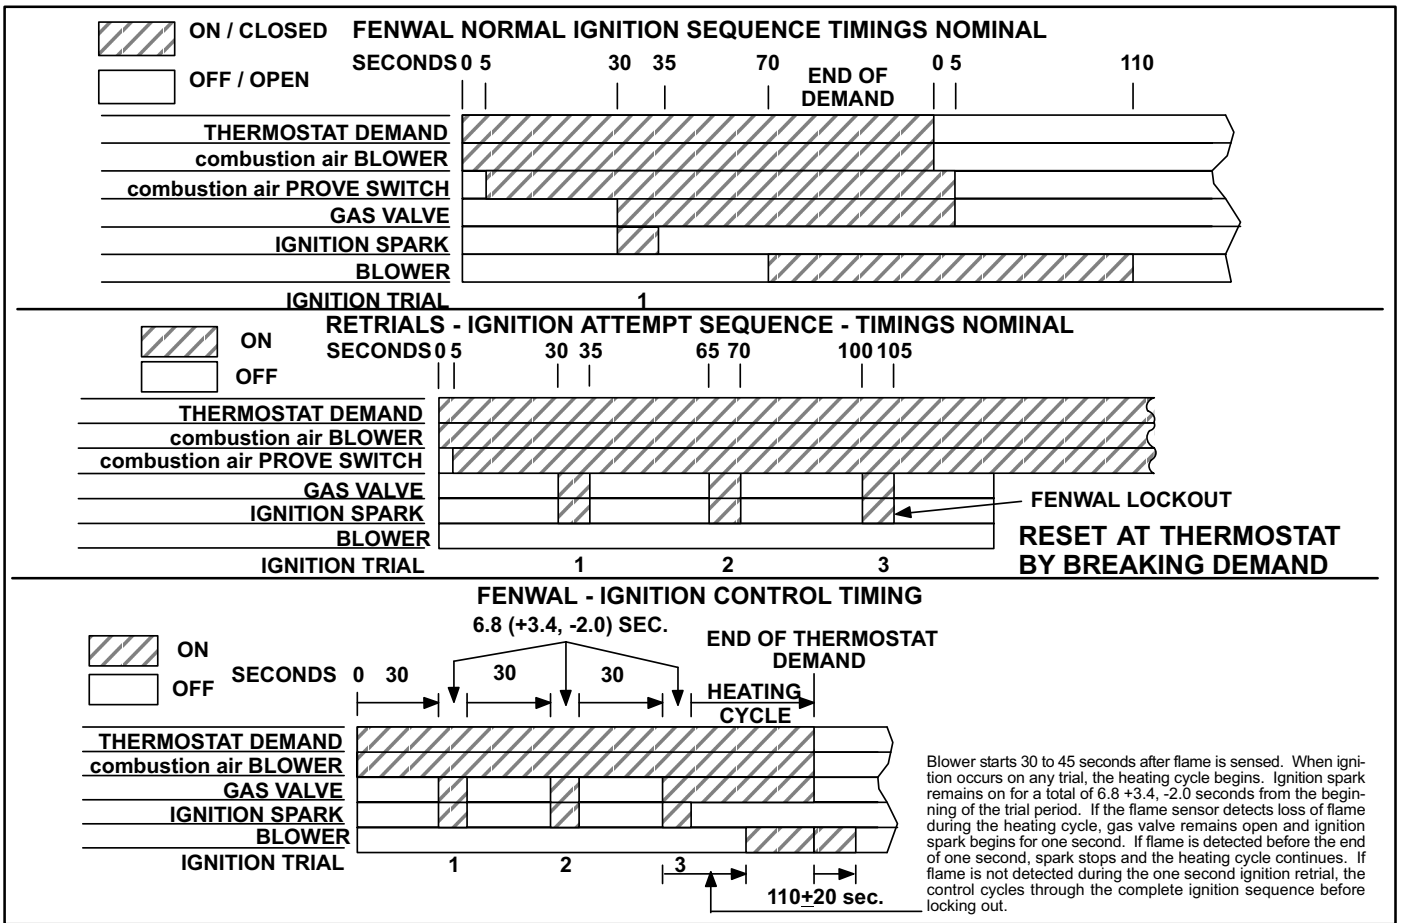 ON / CLOSED
OFF / OPEN
FENWAL NORMAL IGNITION SEQUENCE TIMINGS NOMINAL
SECONDS 0 5 30 35 70 END OF DEMAND 0 5 110
THERMOSTAT DEMAND
combustion air BLOWER
combustion air PROVE SWITCH
GAS VALVE
IGNITION SPARK
BLOWER
IGNITION TRIAL 1
RETRIALS - IGNITION ATTEMPT SEQUENCE - TIMINGS NOMINAL
ON
OFF
SECONDS 0 5 30 35 65 70 100 105
THERMOSTAT DEMAND
combustion air BLOWER
combustion air PROVE SWITCH
GAS VALVE
IGNITION SPARK
BLOWER
IGNITION TRIAL 1 2 3
FENWAL LOCKOUT
RESET AT THERMOSTAT
BY BREAKING DEMAND
FENWAL - IGNITION CONTROL TIMING
6.8 (+3.4, -2.0) SEC.
END OF THERMOSTAT
DEMAND
ON
OFF
SECONDS 0 30 30 30
HEATING
CYCLE
THERMOSTAT DEMAND
combustion air BLOWER
GAS VALVE
IGNITION SPARK
BLOWER
IGNITION TRIAL 1 2 3
110±20 sec.
Blower starts 30 to 45 seconds after flame is sensed. When igni-
tion occurs on any trial, the heating cycle begins. Ignition spark
remains on for a total of 6.8 +3.4, -2.0 seconds from the begin-
ning of the trial period. If the flame sensor detects loss of flame
during the heating cycle, gas valve remains open and ignition
spark begins for one second. If flame is detected before the end
of one second, spark stops and the heating cycle continues. If
flame is not detected during the one second ignition retrial, the
control cycles through the complete ignition sequence before
locking out.